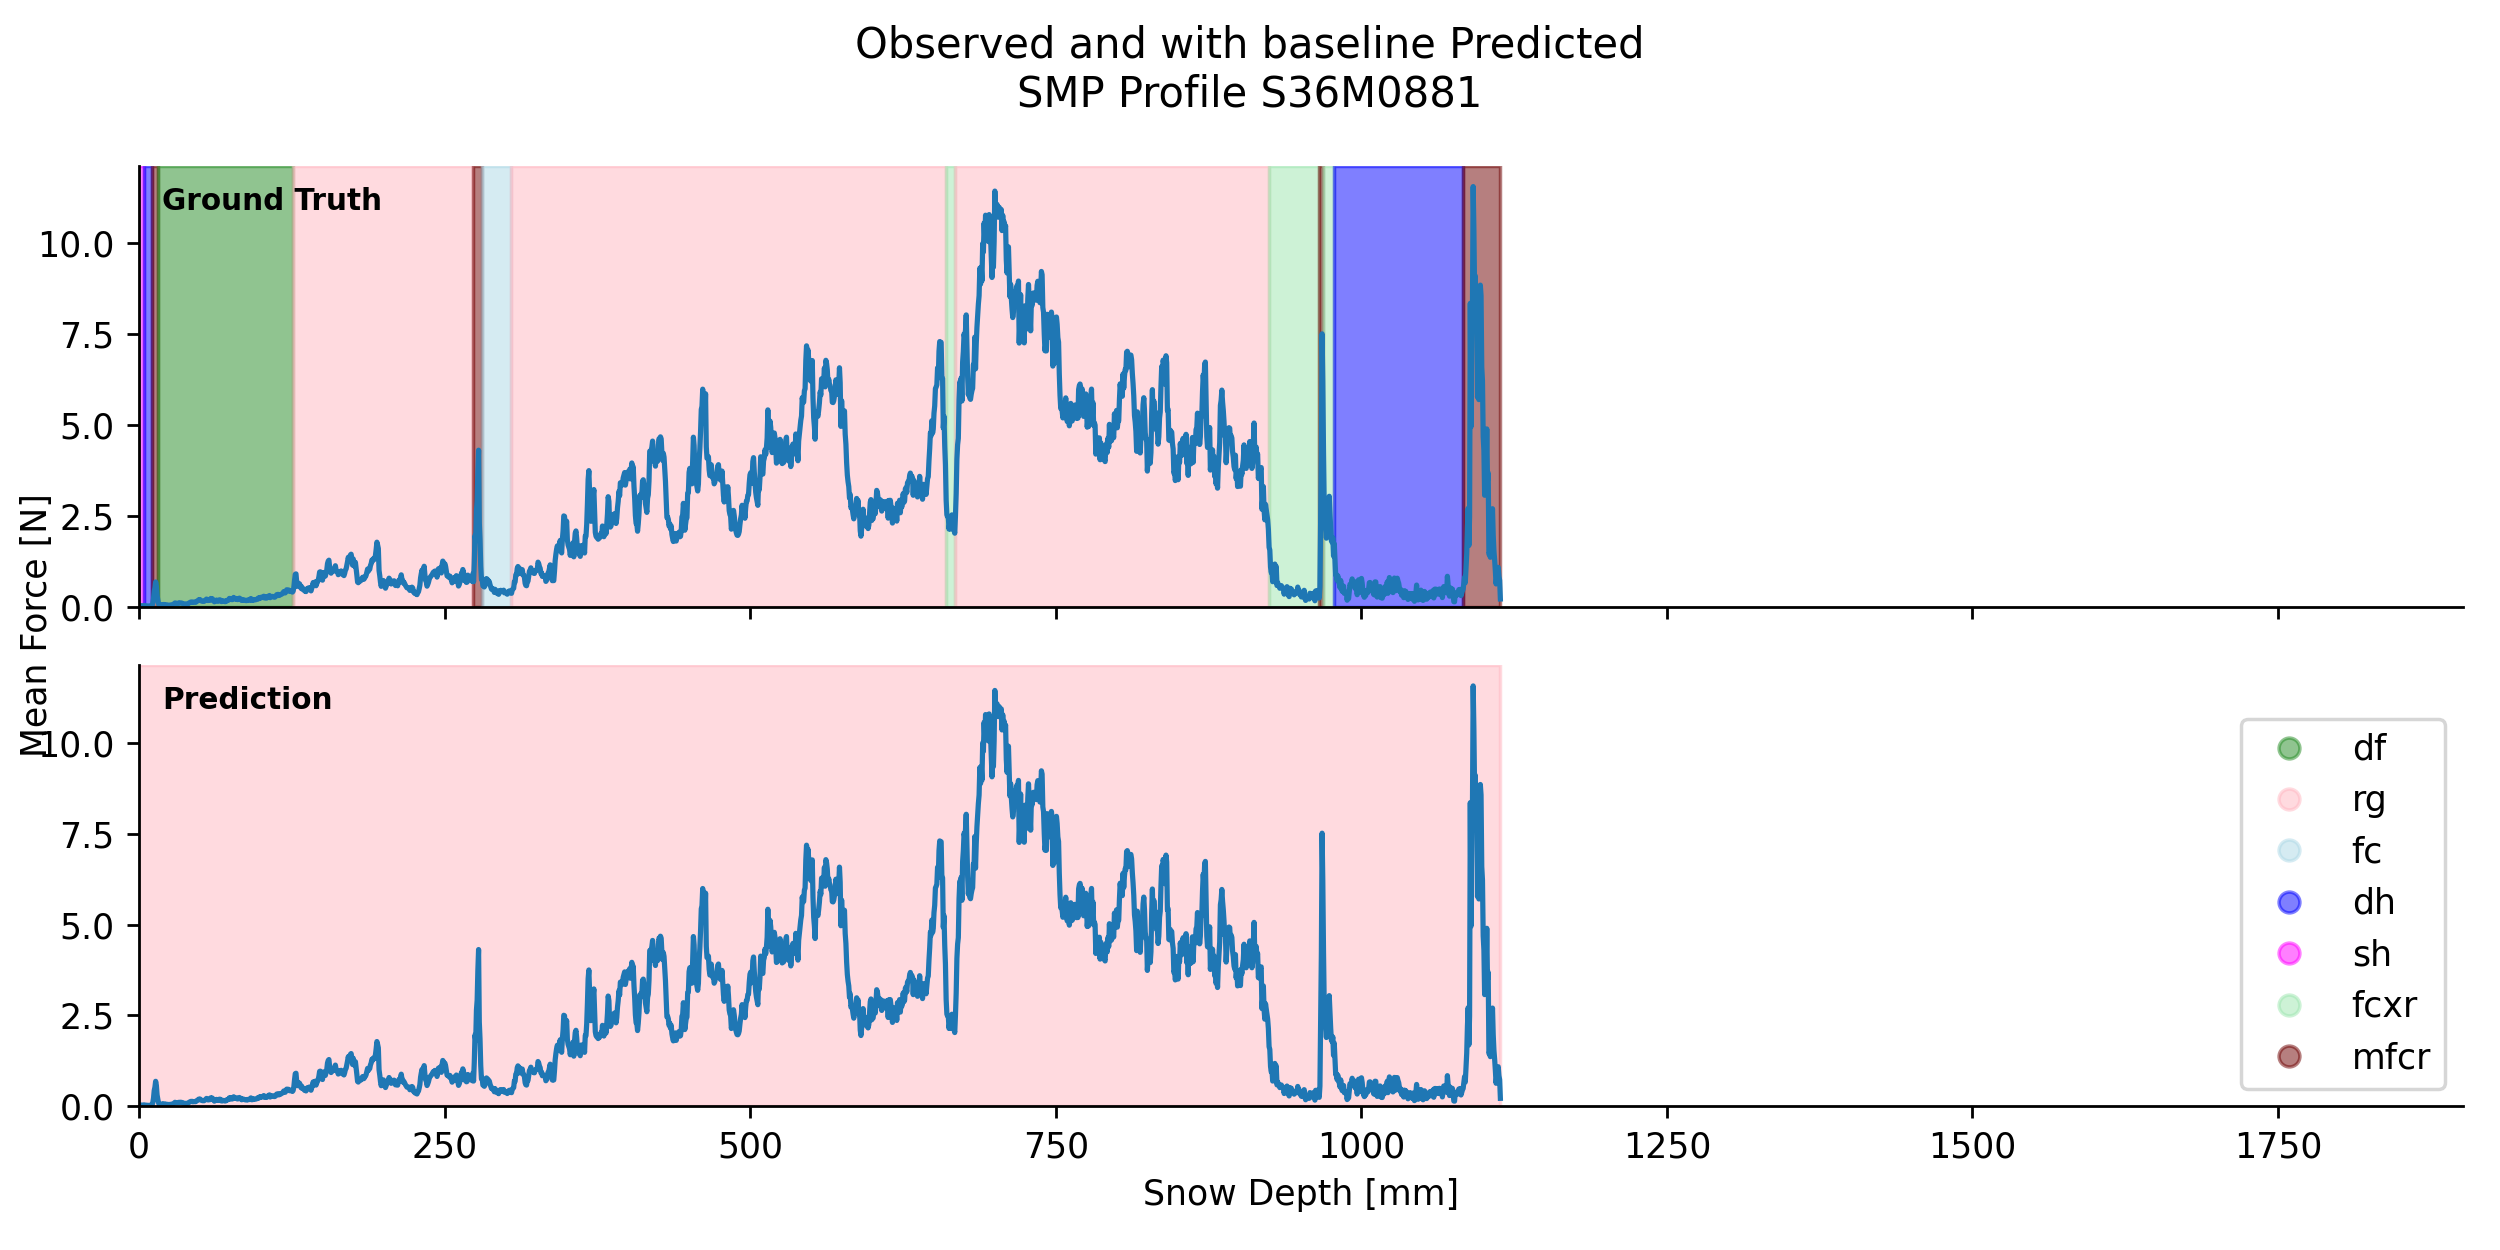 Observed and with baseline Predicted
SMP Profile S36M0881
Mean Force [N]
Ground Truth
10.0
7.5
5.0
2.5
0.0
Prediction
10.0
7.5
5.0
2.5
0.0
df
rg
fc
dh
sh
fcxr
mfcr
0 250 500 750 1000 1250 1500 1750
Snow Depth [mm]